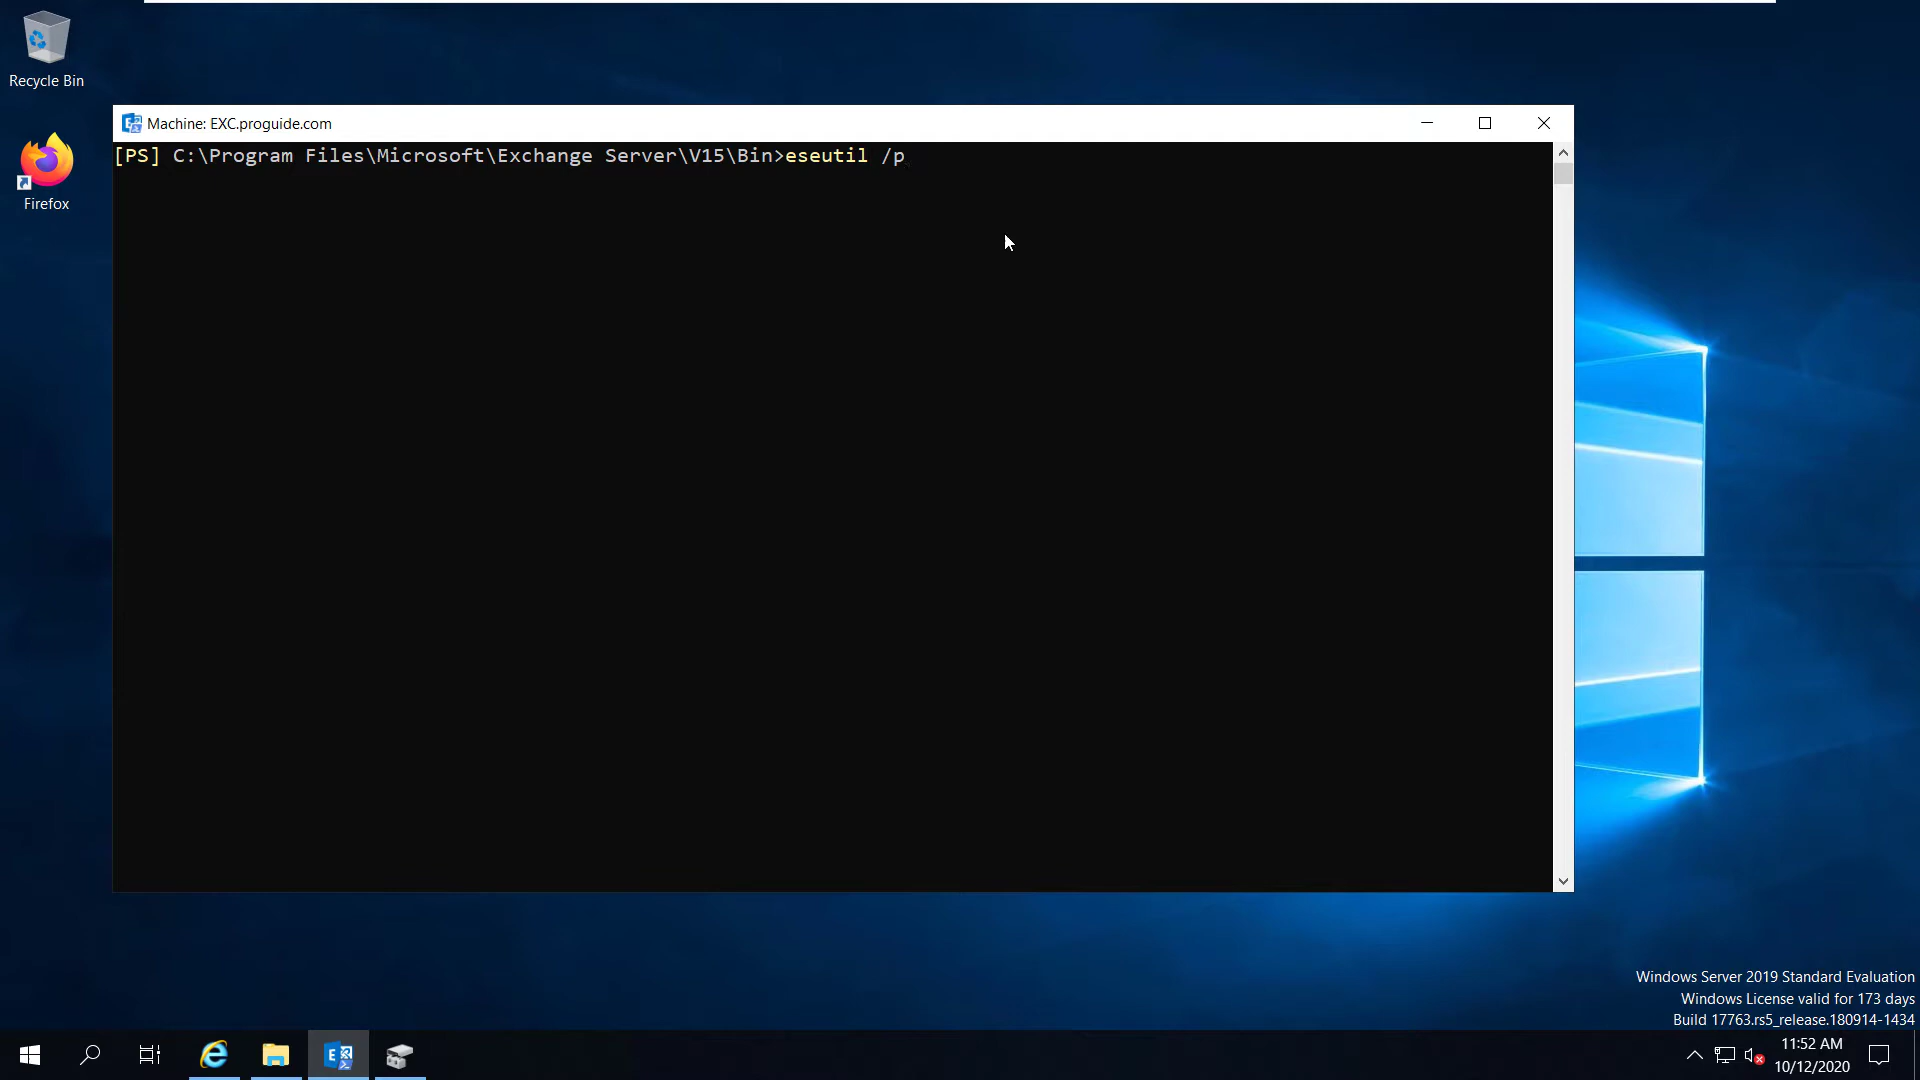 Recycle Bin
Machine: EXC.proguide.com
[PS] C:\Program Files\Microsoft\Exchange Server\V15\Bin>eseutil /p
Firefox
Windows Server 2019 Standard Evaluation
Windows License valid for 173 days
Build 17763.rs5_release.180914-1434
11:52 AM
10/12/2020